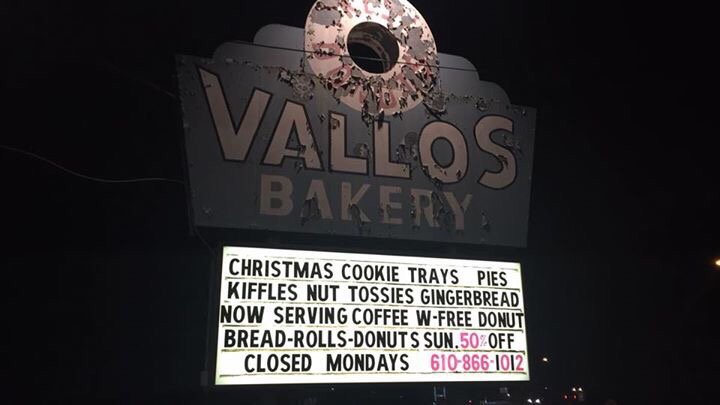 VALLOS
BAKERY
CHRISTMAS COOKIE TRAYS PIES
KIFFLES NUT TOSSIES GINGERBREAD
NOW SERVING COFFEE W-FREE DONUT
BREAD-ROLLS-DONUTS SUN. 50% OFF
CLOSED MONDAYS 610-866-1012